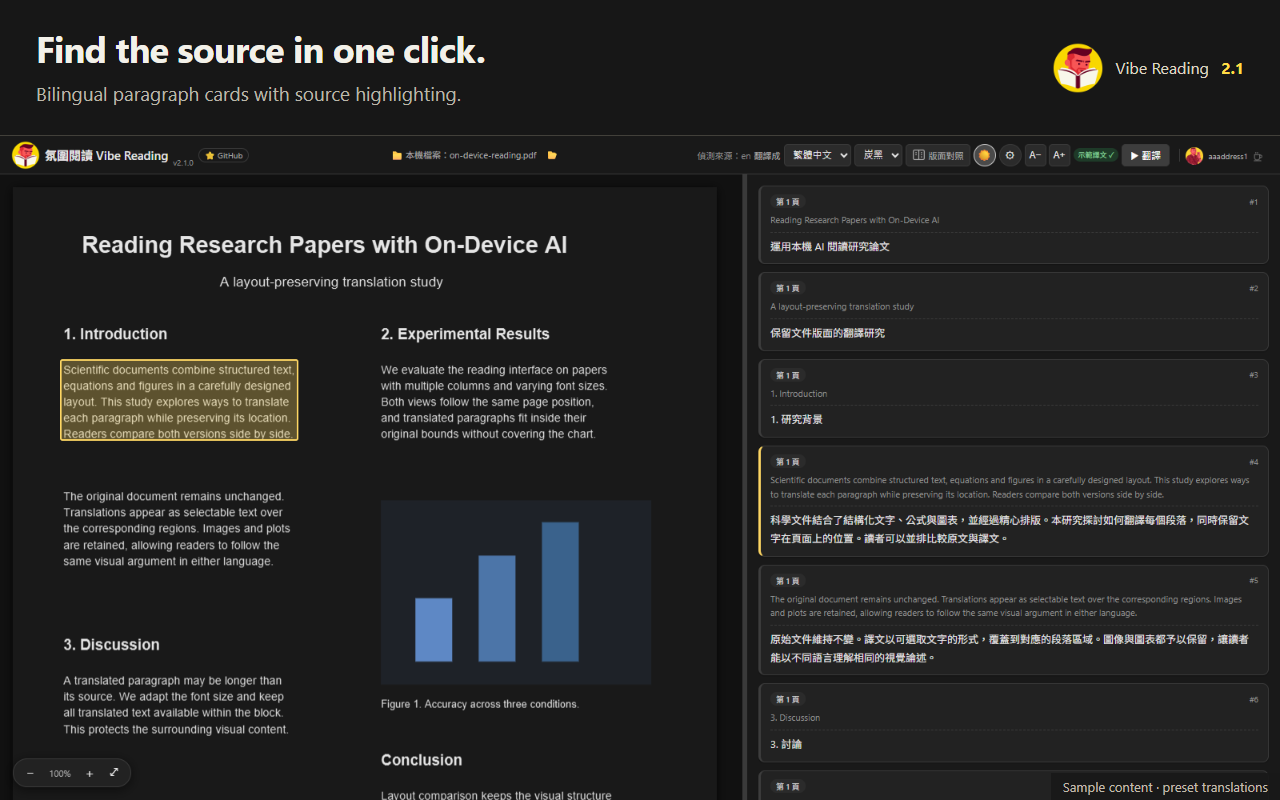 Find the source in one click.
Bilingual paragraph cards with source highlighting.
Vibe Reading 2.1
氛圍閱讀 Vibe Reading v2.1.0
GitHub
本機檔案：on-device-reading.pdf
偵測來源：en 翻譯成
繁體中文
炭黑
版面對照
A−
A+
示範譯文 ✓
▶ 翻譯
aaaddress1
Reading Research Papers with On-Device AI
A layout-preserving translation study
1. Introduction
Scientific documents combine structured text,
equations and figures in a carefully designed
layout. This study explores ways to translate
each paragraph while preserving its location.
Readers compare both versions side by side.
The original document remains unchanged.
Translations appear as selectable text over
the corresponding regions. Images and plots
are retained, allowing readers to follow the
same visual argument in either language.
3. Discussion
A translated paragraph may be longer than
its source. We adapt the font size and keep
all translated text available within the block.
This protects the surrounding visual content.
2. Experimental Results
We evaluate the reading interface on papers
with multiple columns and varying font sizes.
Both views follow the same page position,
and translated paragraphs fit inside their
original bounds without covering the chart.
Figure 1. Accuracy across three conditions.
Conclusion
Layout comparison keeps the visual structure
− 100% +
第 1 頁 #1
Reading Research Papers with On-Device AI
運用本機 AI 閱讀研究論文
第 1 頁 #2
A layout-preserving translation study
保留文件版面的翻譯研究
第 1 頁 #3
1. Introduction
1. 研究背景
第 1 頁 #4
Scientific documents combine structured text, equations and figures in a carefully designed layout. This study explores ways
to translate each paragraph while preserving its location. Readers compare both versions side by side.
科學文件結合了結構化文字、公式與圖表，並經過精心排版。本研究探討如何翻譯每個段落，同時保留文
字在頁面上的位置。讀者可以並排比較原文與譯文。
第 1 頁 #5
The original document remains unchanged. Translations appear as selectable text over the corresponding regions. Images
and plots are retained, allowing readers to follow the same visual argument in either language.
原始文件維持不變。譯文以可選取文字的形式，覆蓋到對應的段落區域。圖像與圖表都予以保留，讓讀者
能以不同語言理解相同的視覺論述。
第 1 頁 #6
3. Discussion
3. 討論
第 1 頁
Sample content · preset translations